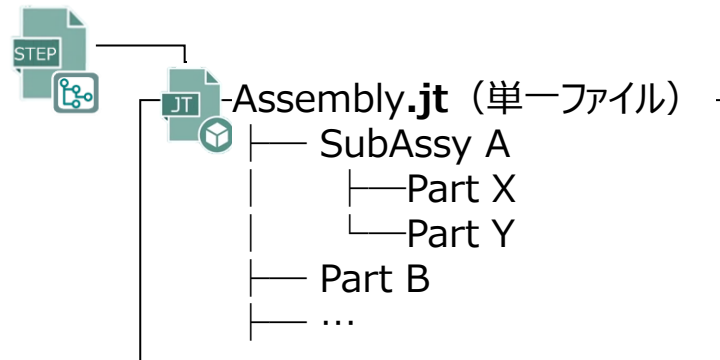 STEP
JT
Assembly.jt（単一ファイル）
SubAssy A
Part X
Part Y
Part B
…